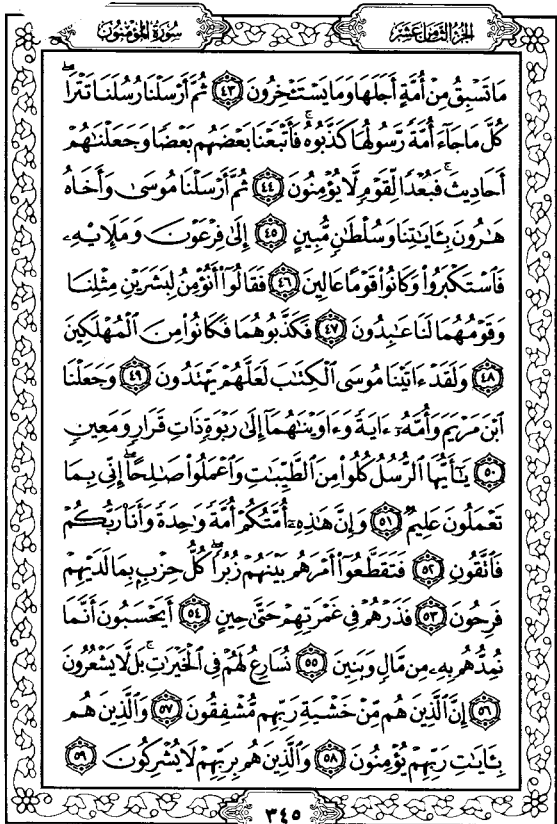 الجزء الثامن عشر
سورة المؤمنون
مَا تَسْبِقُ مِنْ أُمَّةٍ أَجَلَهَا وَمَا يَسْتَـْٔخِرُونَ ٤٣ ثُمَّ أَرْسَلْنَا رُسُلَنَا تَتْرَا ۖ
كُلَّ مَا جَآءَ أُمَّةً رَّسُولُهَا كَذَّبُوهُ ۚ فَأَتْبَعْنَا بَعْضَهُم بَعْضًا وَجَعَلْنَٰهُمْ
أَحَادِيثَ ۚ فَبُعْدًا لِّقَوْمٍ لَّا يُؤْمِنُونَ ٤٤ ثُمَّ أَرْسَلْنَا مُوسَىٰ وَأَخَاهُ
هَٰرُونَ بِـَٔايَٰتِنَا وَسُلْطَٰنٍ مُّبِينٍ ٤٥ إِلَىٰ فِرْعَوْنَ وَمَلَإِي۟هِۦ
فَٱسْتَكْبَرُوا۟ وَكَانُوا۟ قَوْمًا عَالِينَ ٤٦ فَقَالُوٓا۟ أَنُؤْمِنُ لِبَشَرَيْنِ مِثْلِنَا
وَقَوْمُهُمَا لَنَا عَٰبِدُونَ ٤٧ فَكَذَّبُوهُمَا فَكَانُوا۟ مِنَ ٱلْمُهْلَكِينَ
٤٨ وَلَقَدْ ءَاتَيْنَا مُوسَى ٱلْكِتَٰبَ لَعَلَّهُمْ يَهْتَدُونَ ٤٩ وَجَعَلْنَا
ٱبْنَ مَرْيَمَ وَأُمَّهُۥٓ ءَايَةً وَءَاوَيْنَٰهُمَآ إِلَىٰ رَبْوَةٍ ذَاتِ قَرَارٍ وَمَعِينٍ
٥٠ يَٰٓأَيُّهَا ٱلرُّسُلُ كُلُوا۟ مِنَ ٱلطَّيِّبَٰتِ وَٱعْمَلُوا۟ صَٰلِحًا ۖ إِنِّى بِمَا
تَعْمَلُونَ عَلِيمٌ ٥١ وَإِنَّ هَٰذِهِۦٓ أُمَّتُكُمْ أُمَّةً وَٰحِدَةً وَأَنَا۠ رَبُّكُمْ
فَٱتَّقُونِ ٥٢ فَتَقَطَّعُوٓا۟ أَمْرَهُم بَيْنَهُمْ زُبُرًا ۖ كُلُّ حِزْبٍۭ بِمَا لَدَيْهِمْ
فَرِحُونَ ٥٣ فَذَرْهُمْ فِى غَمْرَتِهِمْ حَتَّىٰ حِينٍ ٥٤ أَيَحْسَبُونَ أَنَّمَا
نُمِدُّهُم بِهِۦ مِن مَّالٍ وَبَنِينَ ٥٥ نُسَارِعُ لَهُمْ فِى ٱلْخَيْرَٰتِ ۚ بَل لَّا يَشْعُرُونَ
٥٦ إِنَّ ٱلَّذِينَ هُم مِّنْ خَشْيَةِ رَبِّهِم مُّشْفِقُونَ ٥٧ وَٱلَّذِينَ هُم
بِـَٔايَٰتِ رَبِّهِمْ يُؤْمِنُونَ ٥٨ وَٱلَّذِينَ هُم بِرَبِّهِمْ لَا يُشْرِكُونَ ٥٩
٣٤٥